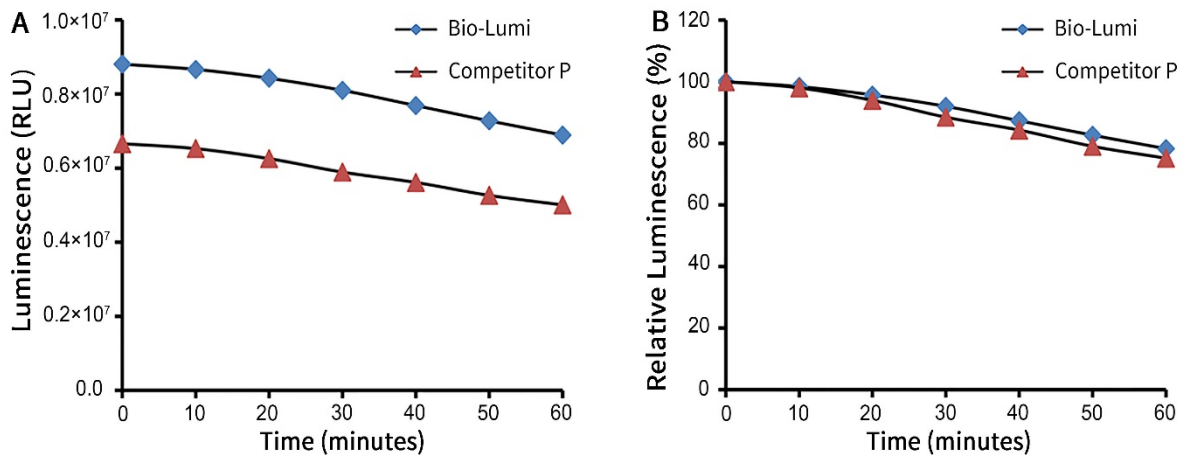 A
Luminescence (RLU)
1.0×10⁷
0.8×10⁷
0.6×10⁷
0.4×10⁷
0.2×10⁷
0.0
Bio-Lumi
Competitor P
0 10 20 30 40 50 60
Time (minutes)
B
Relative Luminescence (%)
120
100
80
60
40
20
0
Bio-Lumi
Competitor P
0 10 20 30 40 50 60
Time (minutes)